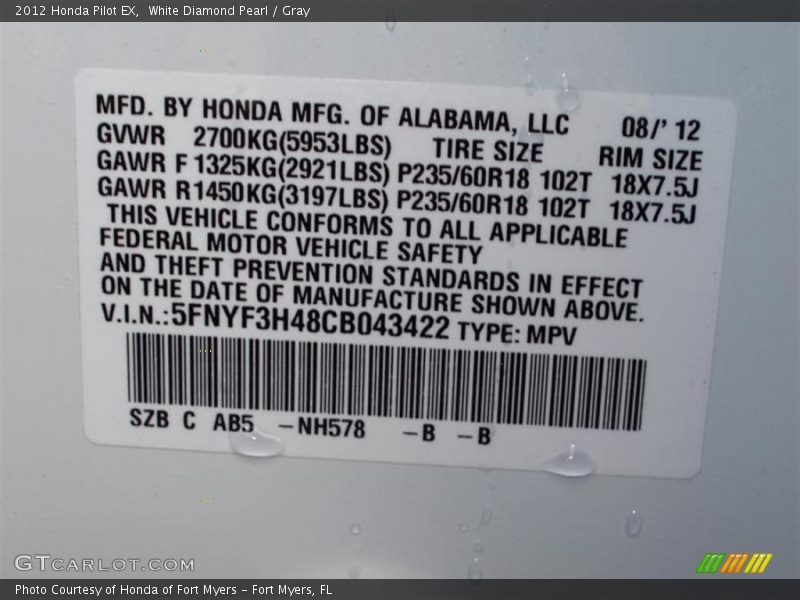 2012 Honda Pilot EX,  White Diamond Pearl / Gray
MFD. BY HONDA MFG. OF ALABAMA, LLC 08/' 12
GVWR 2700KG(5953LBS) TIRE SIZE RIM SIZE
GAWR F 1325KG(2921LBS) P235/60R18 102T 18X7.5J
GAWR R1450KG(3197LBS) P235/60R18 102T 18X7.5J
THIS VEHICLE CONFORMS TO ALL APPLICABLE
FEDERAL MOTOR VEHICLE SAFETY
AND THEFT PREVENTION STANDARDS IN EFFECT
ON THE DATE OF MANUFACTURE SHOWN ABOVE.
V.I.N.:5FNYF3H48CB043422 TYPE: MPV
SZB C AB5 –NH578 –B –B
GTCARLOT.COM
Photo Courtesy of Honda of Fort Myers – Fort Myers, FL